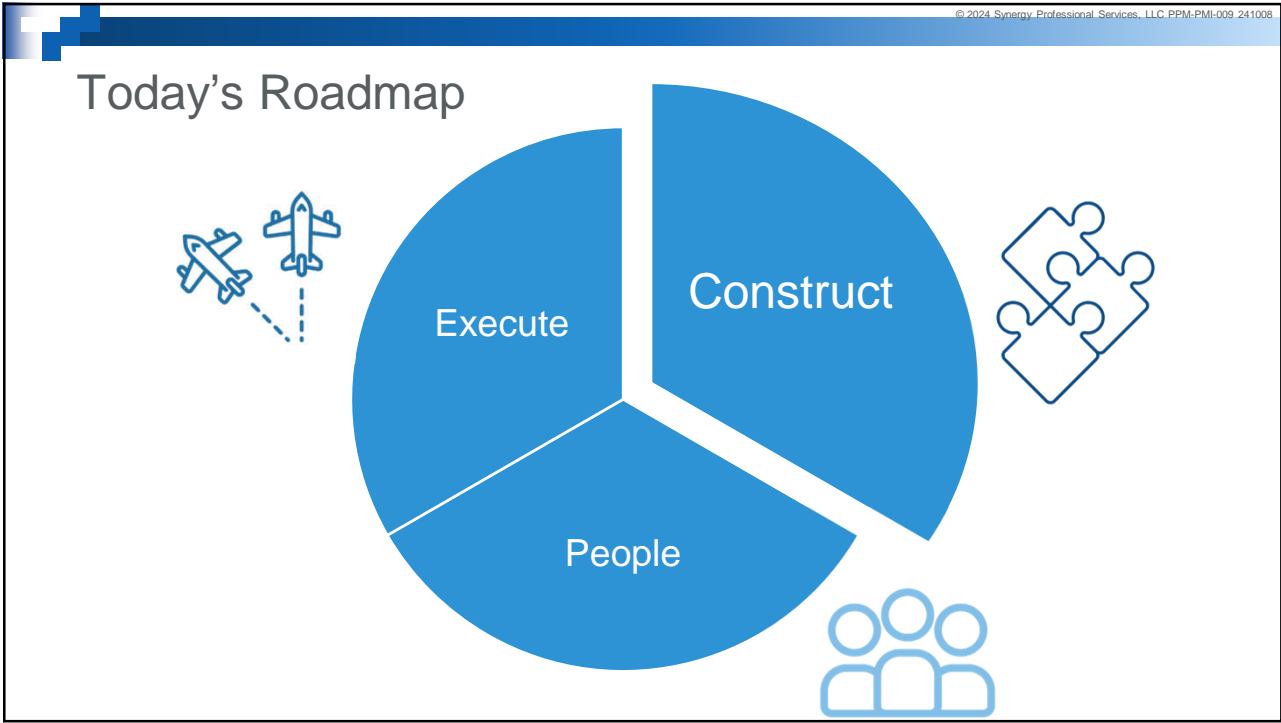 © 2024 Synergy Professional Services, LLC PPM-PMI-009 241008
Today’s Roadmap
Construct
Execute
People